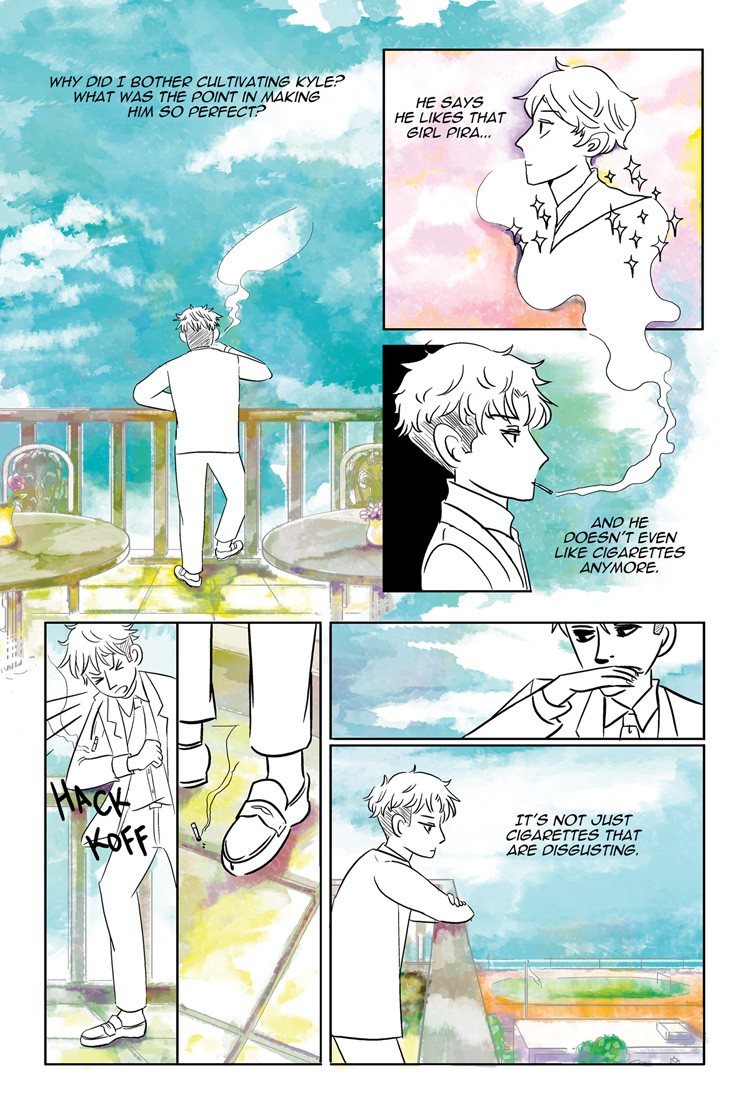 WHY DID I BOTHER CULTIVATING KYLE?
WHAT WAS THE POINT IN MAKING
HIM SO PERFECT?
HE SAYS
HE LIKES THAT
GIRL PIRA...
AND HE
DOESN'T EVEN
LIKE CIGARETTES
ANYMORE.
HACK
KOFF
IT'S NOT JUST
CIGARETTES THAT
ARE DISGUSTING.